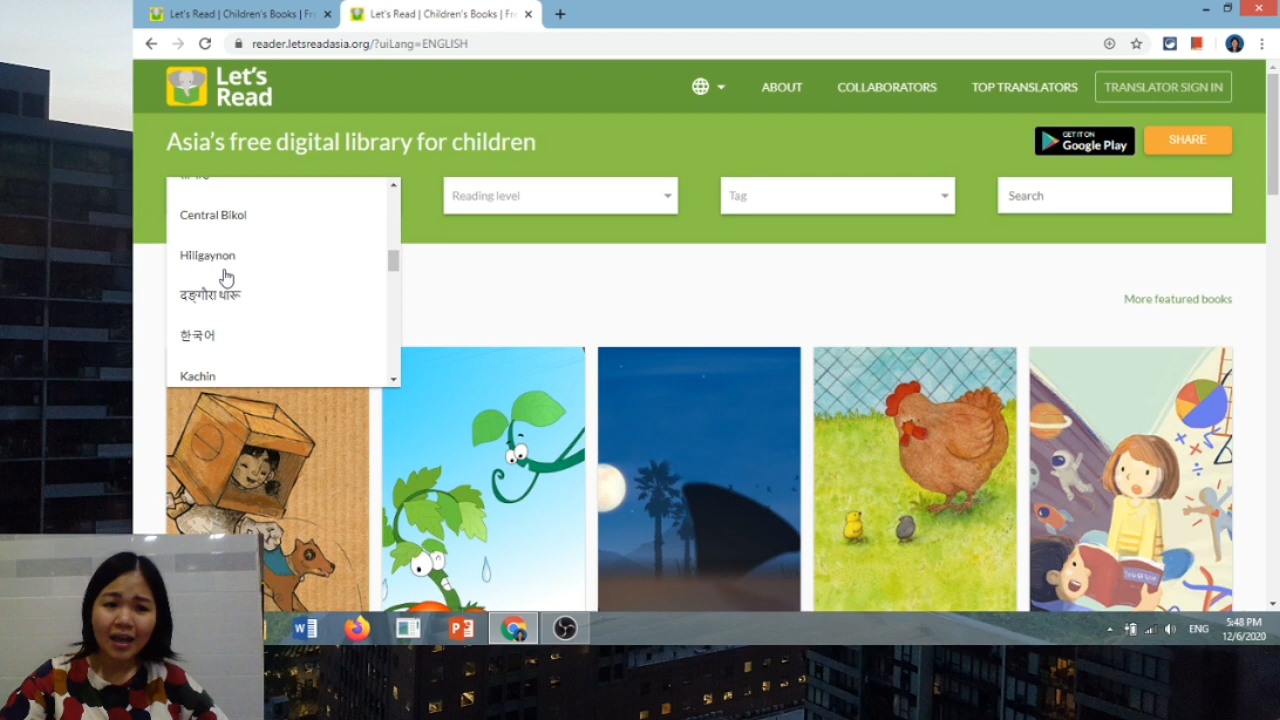 Let's Read | Children's Books | Fr
Let's Read | Children's Books | Fr
reader.letsreadasia.org/?uiLang=ENGLISH
Let's
Read
ABOUT
COLLABORATORS
TOP TRANSLATORS
TRANSLATOR SIGN IN
Asia's free digital library for children
GET IT ON
Google Play
SHARE
Reading level
Tag
Search
Central Bikol
Hiligaynon
दङ्गौरा थारू
한국어
Kachin
More featured books
ENG
5:48 PM
12/6/2020